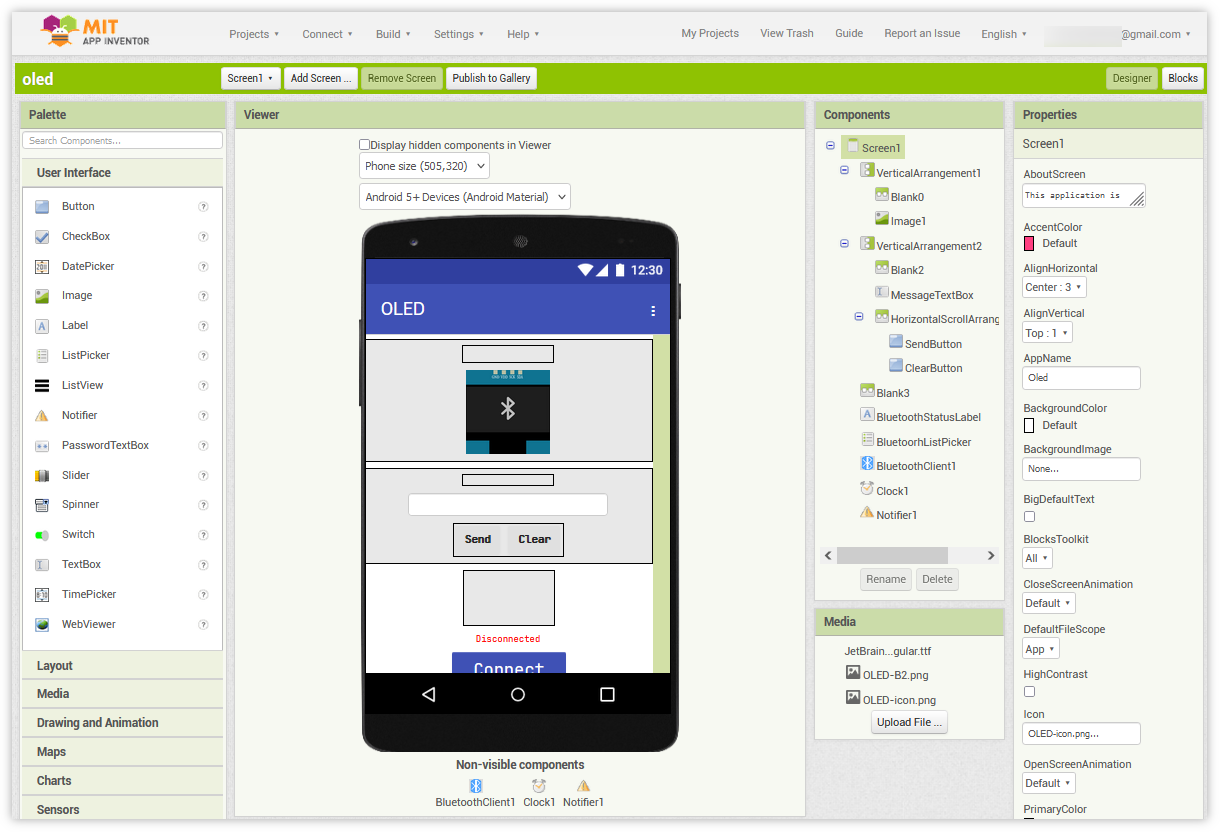 MIT
APP INVENTOR
Projects Connect Build Settings Help My Projects View Trash Guide Report an Issue English @gmail.com
oled Screen1 Add Screen ... Remove Screen Publish to Gallery Designer Blocks
Palette
Search Components...
User Interface
Button ?
CheckBox ?
DatePicker ?
Image ?
Label ?
ListPicker ?
ListView ?
Notifier ?
PasswordTextBox ?
Slider ?
Spinner ?
Switch ?
TextBox ?
TimePicker ?
WebViewer ?
Layout
Media
Drawing and Animation
Maps
Charts
Sensors
Viewer
Display hidden components in Viewer
Phone size (505,320)
Android 5+ Devices (Android Material)
12:30
OLED
Send Clear
Disconnected
Connect
Non-visible components
BluetoothClient1 Clock1 Notifier1
Components
Screen1
VerticalArrangement1
Blank0
Image1
VerticalArrangement2
Blank2
MessageTextBox
HorizontalScrollArrang
SendButton
ClearButton
Blank3
BluetoothStatusLabel
BluetoorhListPicker
BluetoothClient1
Clock1
Notifier1
Rename Delete
Media
JetBrain...gular.ttf
OLED-B2.png
OLED-icon.png
Upload File ...
Properties
Screen1
AboutScreen
This application is
AccentColor
Default
AlignHorizontal
Center : 3
AlignVertical
Top : 1
AppName
Oled
BackgroundColor
Default
BackgroundImage
None...
BigDefaultText
BlocksToolkit
All
CloseScreenAnimation
Default
DefaultFileScope
App
HighContrast
Icon
OLED-icon.png...
OpenScreenAnimation
Default
PrimaryColor